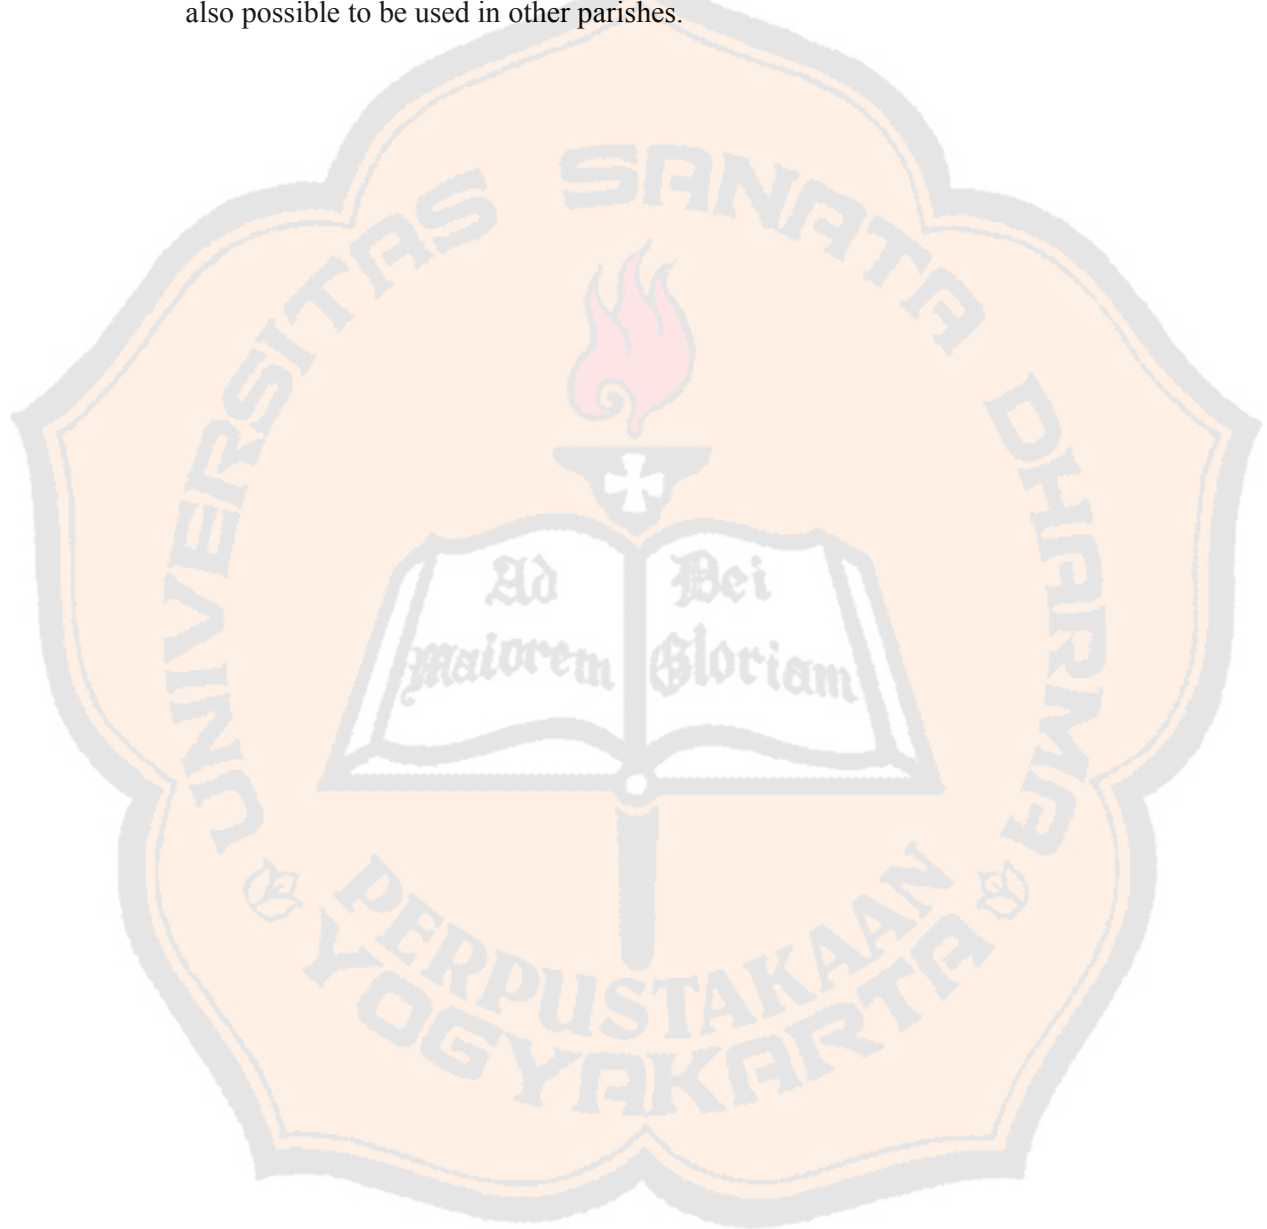 also possible to be used in other parishes.
UNIVERSITAS SANATA DHARMA
Ad
Dei
maiorem
Gloriam
PERPUSTAKAAN
YOGYAKARTA